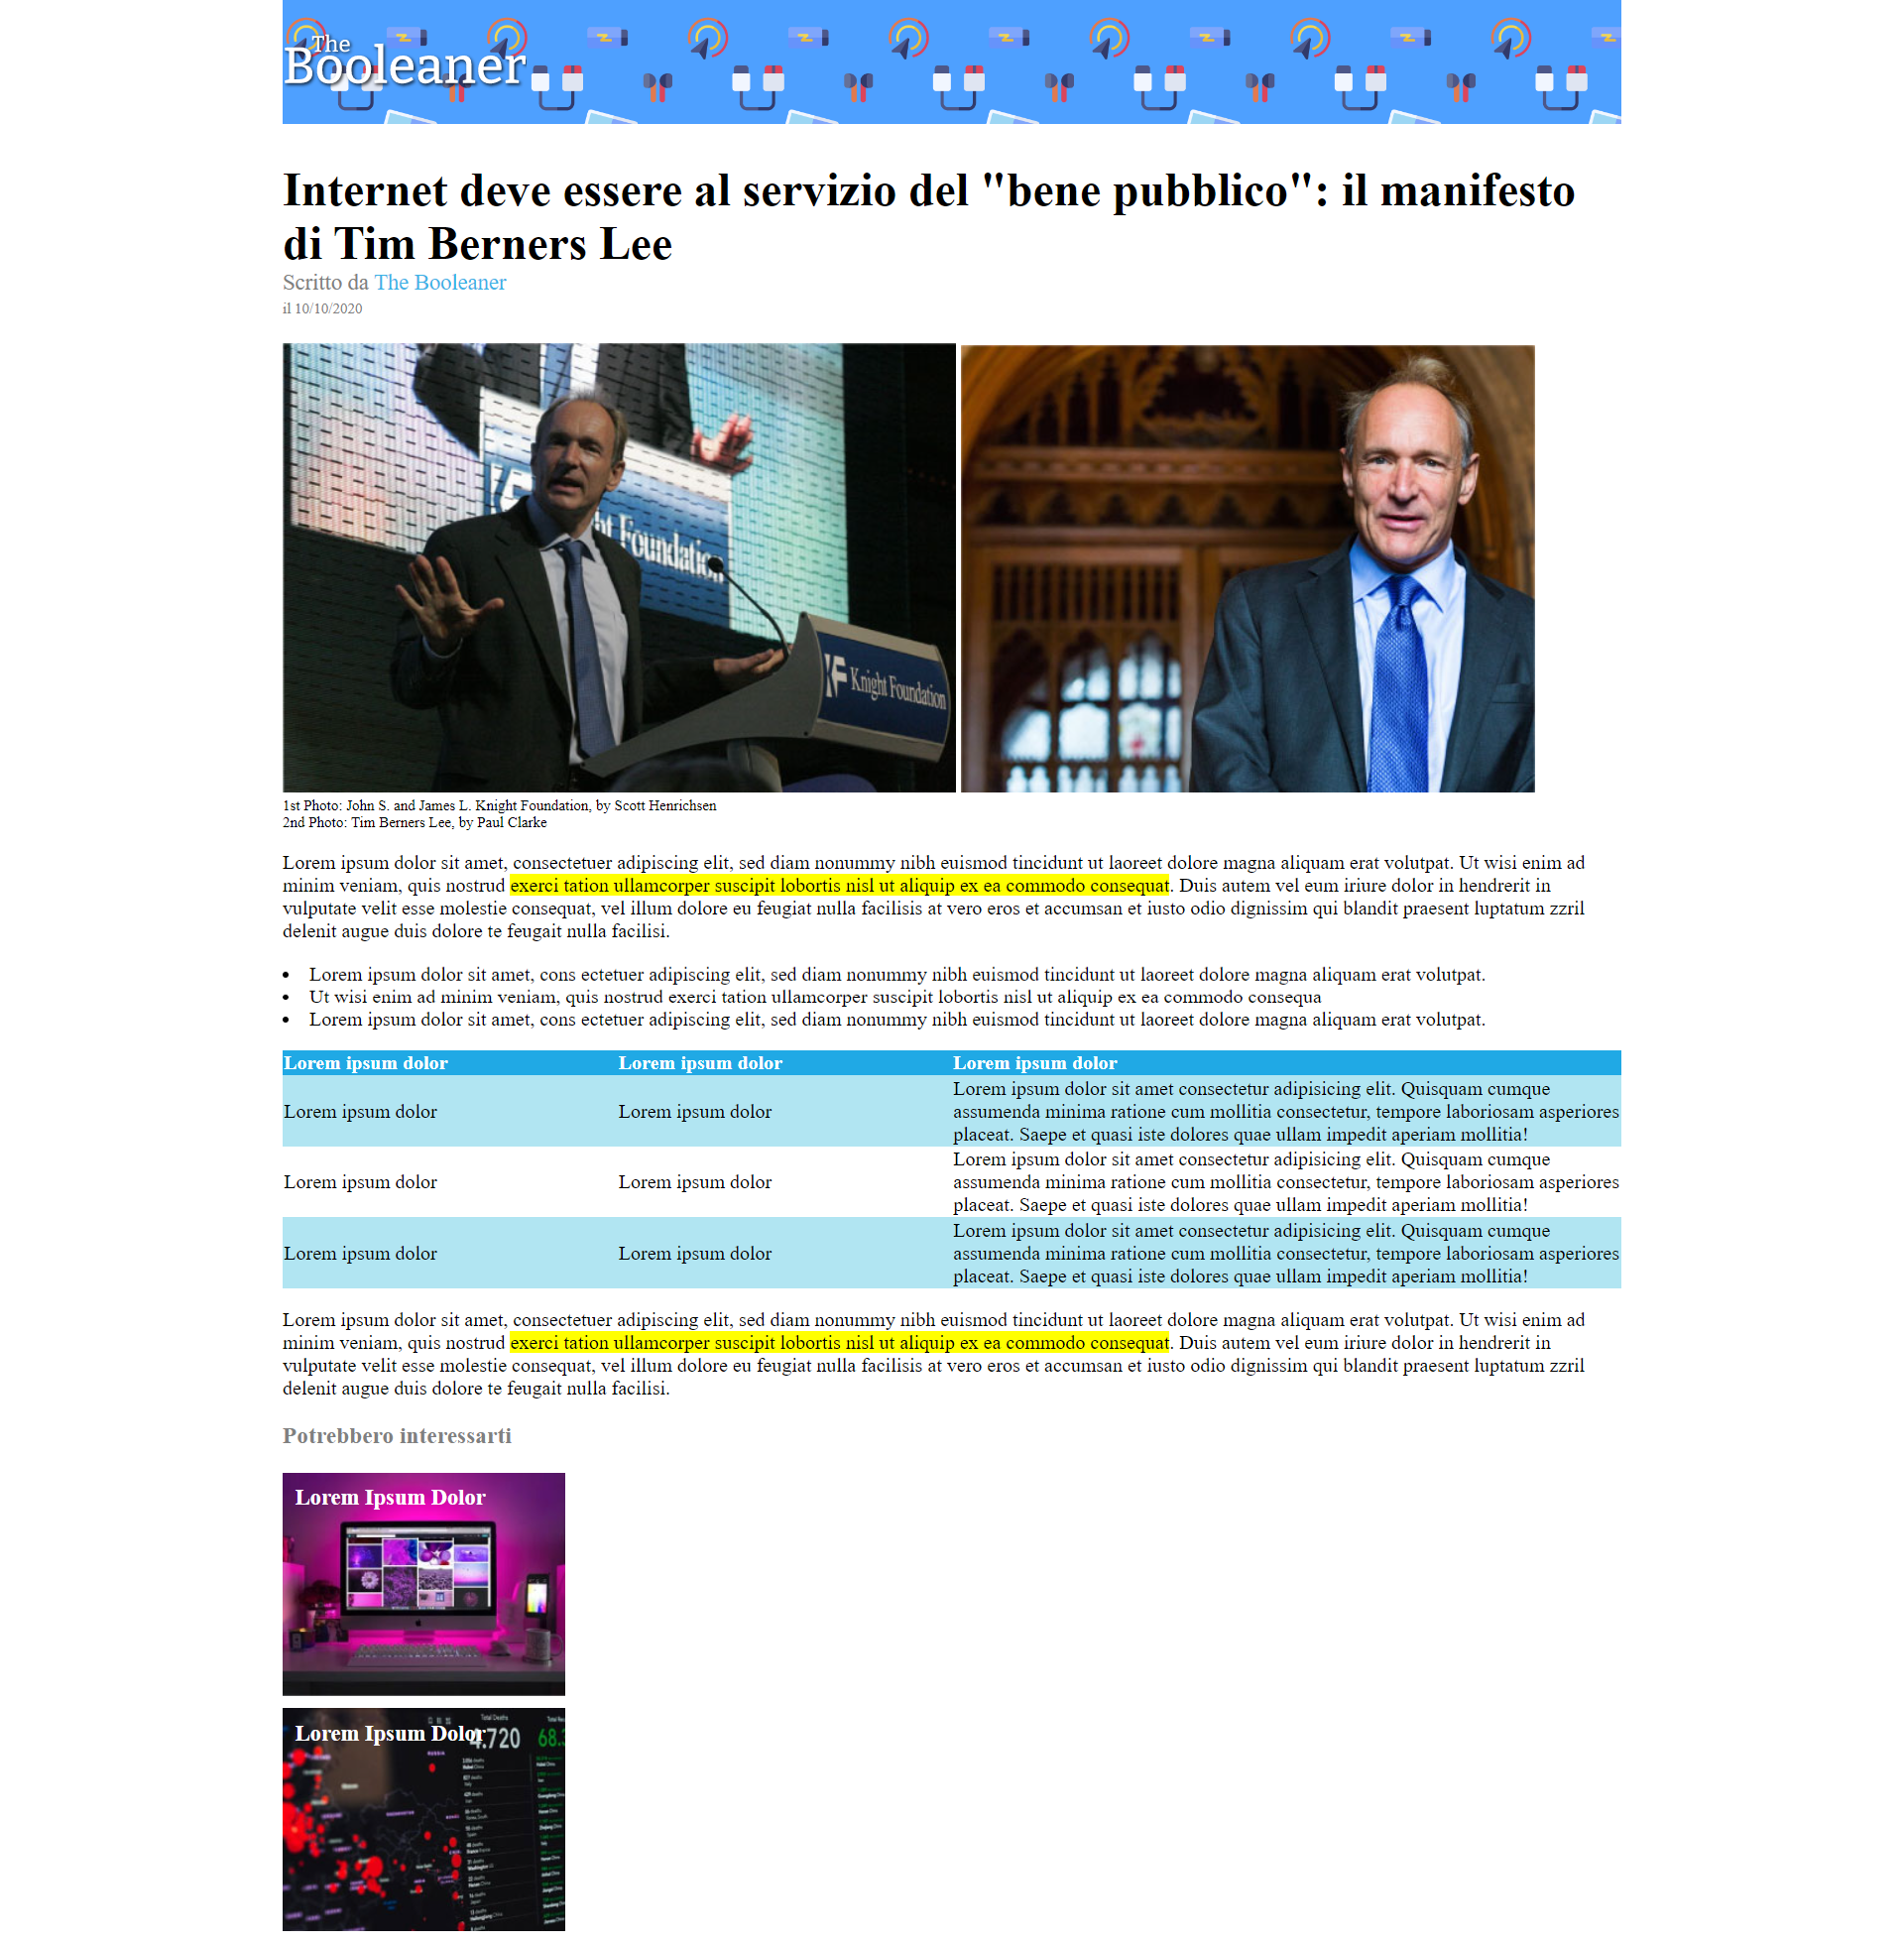 The
Booleaner
Internet deve essere al servizio del "bene pubblico": il manifesto
di Tim Berners Lee
Scritto da The Booleaner
il 10/10/2020
Knight Foundation
1st Photo: John S. and James L. Knight Foundation, by Scott Henrichsen
2nd Photo: Tim Berners Lee, by Paul Clarke
Lorem ipsum dolor sit amet, consectetuer adipiscing elit, sed diam nonummy nibh euismod tincidunt ut laoreet dolore magna aliquam erat volutpat. Ut wisi enim ad
minim veniam, quis nostrud exerci tation ullamcorper suscipit lobortis nisl ut aliquip ex ea commodo consequat. Duis autem vel eum iriure dolor in hendrerit in
vulputate velit esse molestie consequat, vel illum dolore eu feugiat nulla facilisis at vero eros et accumsan et iusto odio dignissim qui blandit praesent luptatum zzril
delenit augue duis dolore te feugait nulla facilisi.
• Lorem ipsum dolor sit amet, cons ectetuer adipiscing elit, sed diam nonummy nibh euismod tincidunt ut laoreet dolore magna aliquam erat volutpat.
• Ut wisi enim ad minim veniam, quis nostrud exerci tation ullamcorper suscipit lobortis nisl ut aliquip ex ea commodo consequa
• Lorem ipsum dolor sit amet, cons ectetuer adipiscing elit, sed diam nonummy nibh euismod tincidunt ut laoreet dolore magna aliquam erat volutpat.
Lorem ipsum dolor Lorem ipsum dolor Lorem ipsum dolor
Lorem ipsum dolor Lorem ipsum dolor Lorem ipsum dolor sit amet consectetur adipisicing elit. Quisquam cumque
assumenda minima ratione cum mollitia consectetur, tempore laboriosam asperiores
placeat. Saepe et quasi iste dolores quae ullam impedit aperiam mollitia!
Lorem ipsum dolor Lorem ipsum dolor Lorem ipsum dolor sit amet consectetur adipisicing elit. Quisquam cumque
assumenda minima ratione cum mollitia consectetur, tempore laboriosam asperiores
placeat. Saepe et quasi iste dolores quae ullam impedit aperiam mollitia!
Lorem ipsum dolor Lorem ipsum dolor Lorem ipsum dolor sit amet consectetur adipisicing elit. Quisquam cumque
assumenda minima ratione cum mollitia consectetur, tempore laboriosam asperiores
placeat. Saepe et quasi iste dolores quae ullam impedit aperiam mollitia!
Lorem ipsum dolor sit amet, consectetuer adipiscing elit, sed diam nonummy nibh euismod tincidunt ut laoreet dolore magna aliquam erat volutpat. Ut wisi enim ad
minim veniam, quis nostrud exerci tation ullamcorper suscipit lobortis nisl ut aliquip ex ea commodo consequat. Duis autem vel eum iriure dolor in hendrerit in
vulputate velit esse molestie consequat, vel illum dolore eu feugiat nulla facilisis at vero eros et accumsan et iusto odio dignissim qui blandit praesent luptatum zzril
delenit augue duis dolore te feugait nulla facilisi.
Potrebbero interessarti
Lorem Ipsum Dolor
Lorem Ipsum Dolor
Total Deaths
4.720